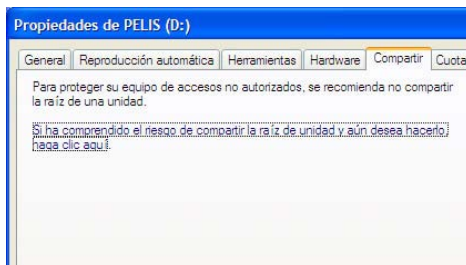 Propiedades de PELIS (D:)
General Reproducción automática Herramientas Hardware Compartir Cuota
Para proteger su equipo de accesos no autorizados, se recomienda no compartir
la raíz de una unidad.
Si ha comprendido el riesgo de compartir la raíz de unidad y aún desea hacerlo,
haga clic aquí.